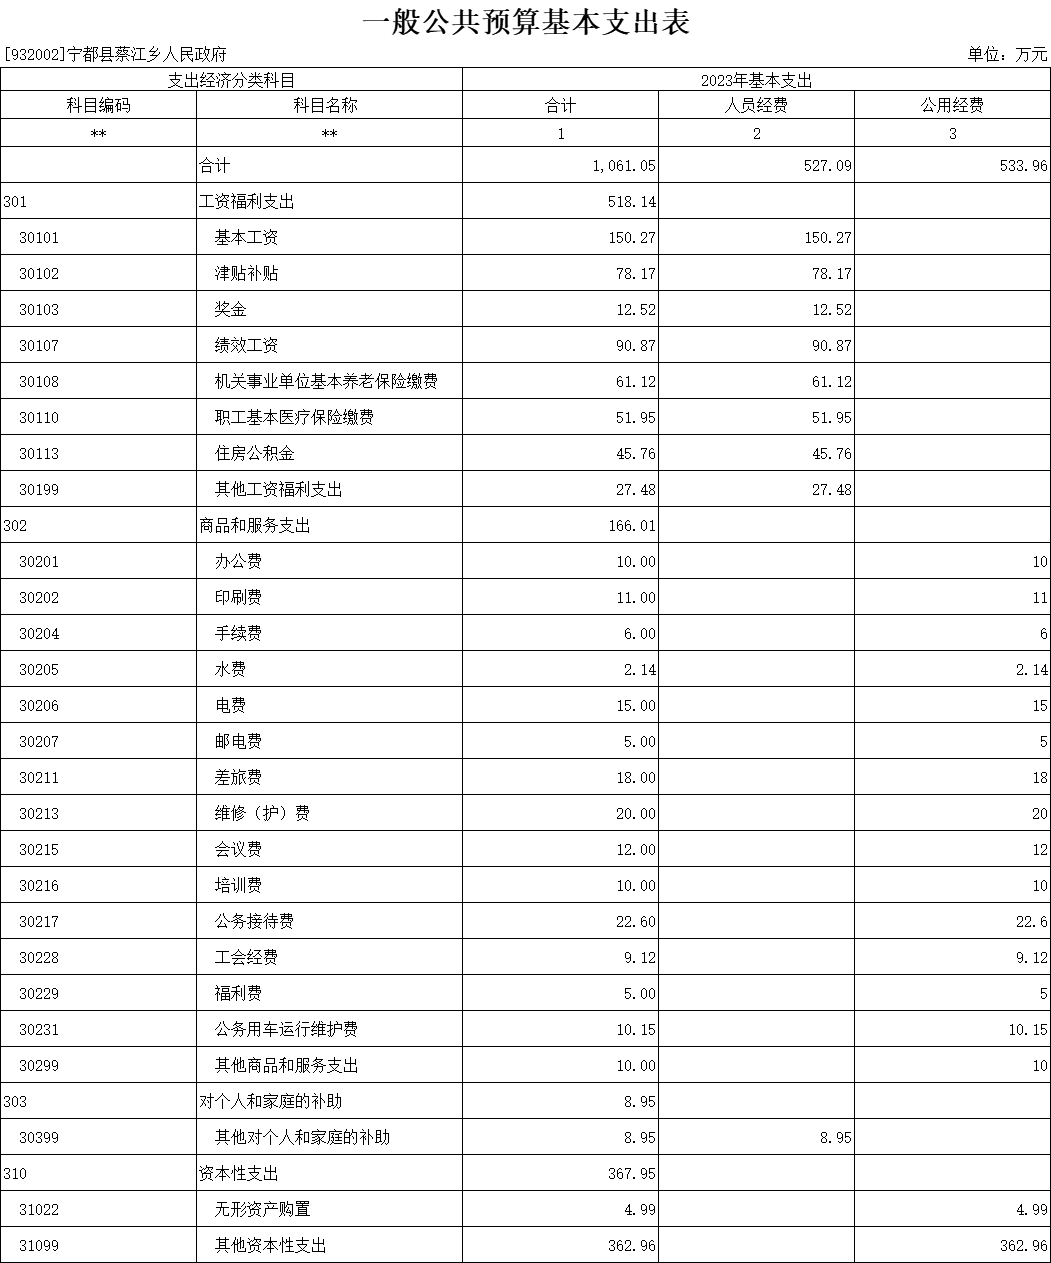 一般公共预算基本支出表
[932002]宁都县蔡江乡人民政府 单位：万元
支出经济分类科目 2023年基本支出
科目编码 科目名称 合计 人员经费 公用经费
** ** 1 2 3
合计 1,061.05 527.09 533.96
301 工资福利支出 518.14
30101 基本工资 150.27 150.27
30102 津贴补贴 78.17 78.17
30103 奖金 12.52 12.52
30107 绩效工资 90.87 90.87
30108 机关事业单位基本养老保险缴费 61.12 61.12
30110 职工基本医疗保险缴费 51.95 51.95
30113 住房公积金 45.76 45.76
30199 其他工资福利支出 27.48 27.48
302 商品和服务支出 166.01
30201 办公费 10.00 10
30202 印刷费 11.00 11
30204 手续费 6.00 6
30205 水费 2.14 2.14
30206 电费 15.00 15
30207 邮电费 5.00 5
30211 差旅费 18.00 18
30213 维修（护）费 20.00 20
30215 会议费 12.00 12
30216 培训费 10.00 10
30217 公务接待费 22.60 22.6
30228 工会经费 9.12 9.12
30229 福利费 5.00 5
30231 公务用车运行维护费 10.15 10.15
30299 其他商品和服务支出 10.00 10
303 对个人和家庭的补助 8.95
30399 其他对个人和家庭的补助 8.95 8.95
310 资本性支出 367.95
31022 无形资产购置 4.99 4.99
31099 其他资本性支出 362.96 362.96